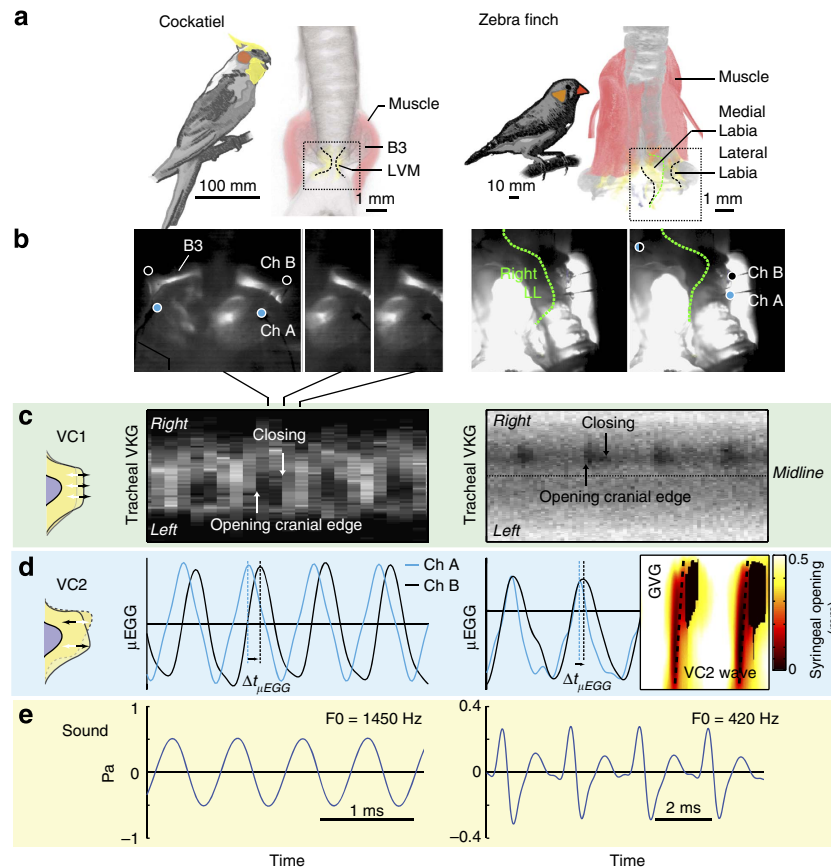 a
Cockatiel
Zebra finch
Muscle
B3
LVM
100 mm
1 mm
Muscle
Medial
Labia
Lateral
Labia
10 mm
1 mm
b
B3
Ch B
Ch A
Right
LL
Ch B
Ch A
c
VC1
Tracheal VKG
Right
Closing
Opening cranial edge
Left
Tracheal VKG
Right
Closing
Opening cranial edge
Left
Midline
d
VC2
μEGG
Ch A
Ch B
ΔtμEGG
μEGG
ΔtμEGG
GVG
VC2 wave
0.5
0
Syringeal opening
e
Sound
Pa
1
0
–1
F0 = 1450 Hz
1 ms
Time
0.4
0
–0.4
F0 = 420 Hz
2 ms
Time